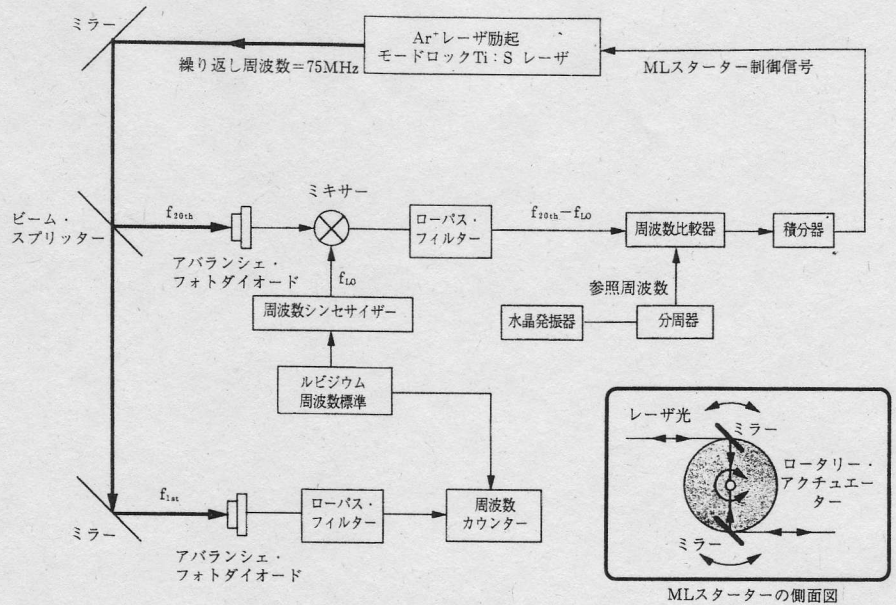 ミラー
Ar⁺レーザ励起
モードロックTi：S レーザ
繰り返し周波数＝75MHz
MLスターター制御信号
ビーム・
スプリッター
f20th
アバランシェ・
フォトダイオード
ミキサー
fLO
ローパス・
フィルター
f20th−fLO
周波数比較器
積分器
周波数シンセサイザー
参照周波数
水晶発振器
分周器
ルビジウム
周波数標準
ミラー
f1st
アバランシェ・
フォトダイオード
ローパス・
フィルター
周波数
カウンター
レーザ光
ミラー
ロータリー・
アクチュエー
ター
ミラー
MLスターターの側面図